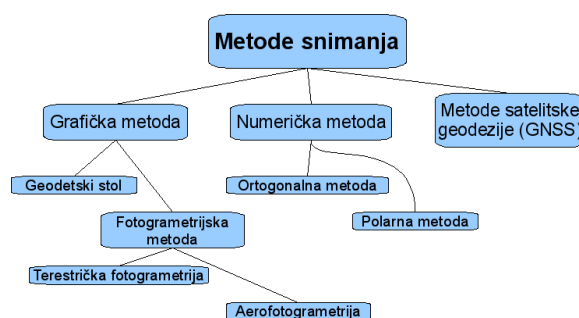 Metode snimanja
Grafička metoda
Numerička metoda
Metode satelitske
geodezije (GNSS)
Geodetski stol
Ortogonalna metoda
Polarna metoda
Fotogrametrijska
metoda
Terestrička fotogrametrija
Aerofotogrametrija